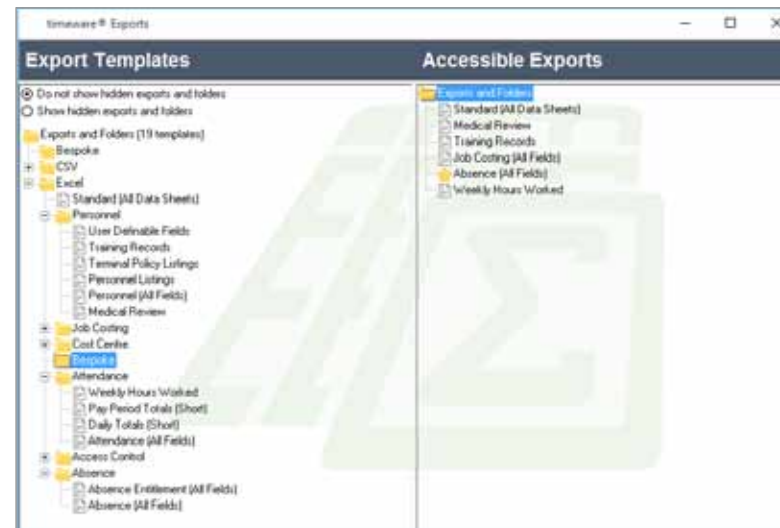 timeware® Exports
Export Templates
Do not show hidden exports and folders
Show hidden exports and folders
Exports and Folders (19 templates)
Bespoke
CSV
Excel
Standard (All Data Sheets)
Personnel
User Definable Fields
Training Records
Terminal Policy Listings
Personnel Listings
Personnel (All Fields)
Medical Review
Job Costing
Cost Centre
Bespoke
Attendance
Weekly Hours Worked
Pay Period Totals (Short)
Daily Totals (Short)
Attendance (All Fields)
Access Control
Absence
Absence Entitlement (All Fields)
Absence (All Fields)
Accessible Exports
Exports and Folders
Standard (All Data Sheets)
Medical Review
Training Records
Job Costing (All Fields)
Absence (All Fields)
Weekly Hours Worked